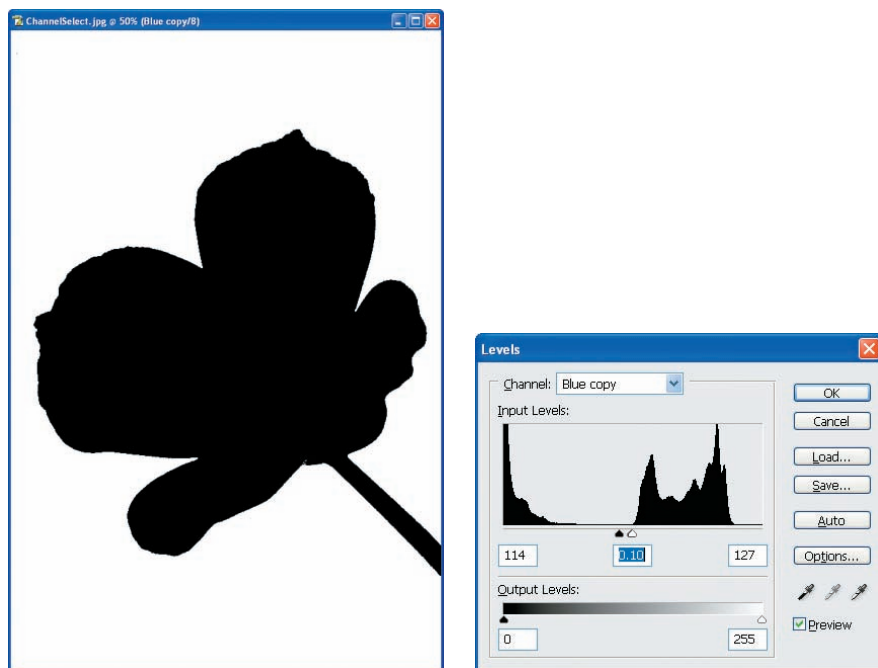 ChannelSelect.jpg @ 50% (Blue copy/8)
Levels
Channel: Blue copy
Input Levels:
114 0.10 127
Output Levels:
0 255
OK
Cancel
Load...
Save...
Auto
Options...
Preview